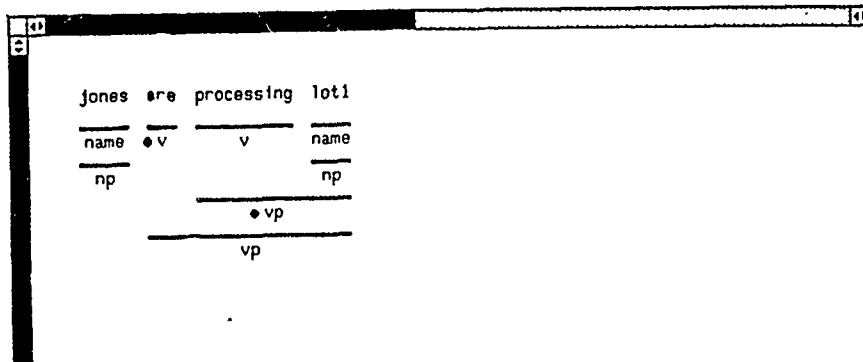 jones are processing lot1
name ● v v name
np np
● vp
vp